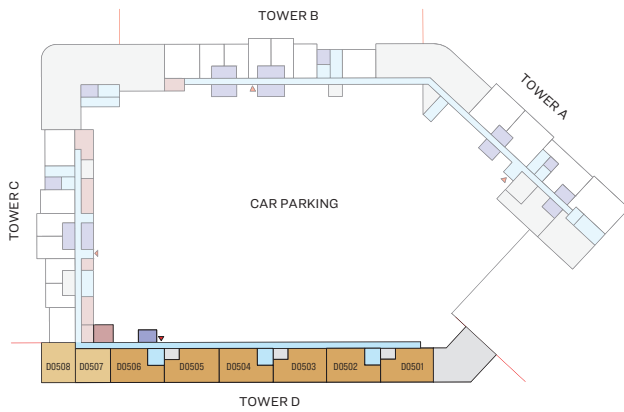 TOWER B
TOWER A
TOWER C
CAR PARKING
D0508
D0507
D0506
D0505
D0504
D0503
D0502
D0501
TOWER D